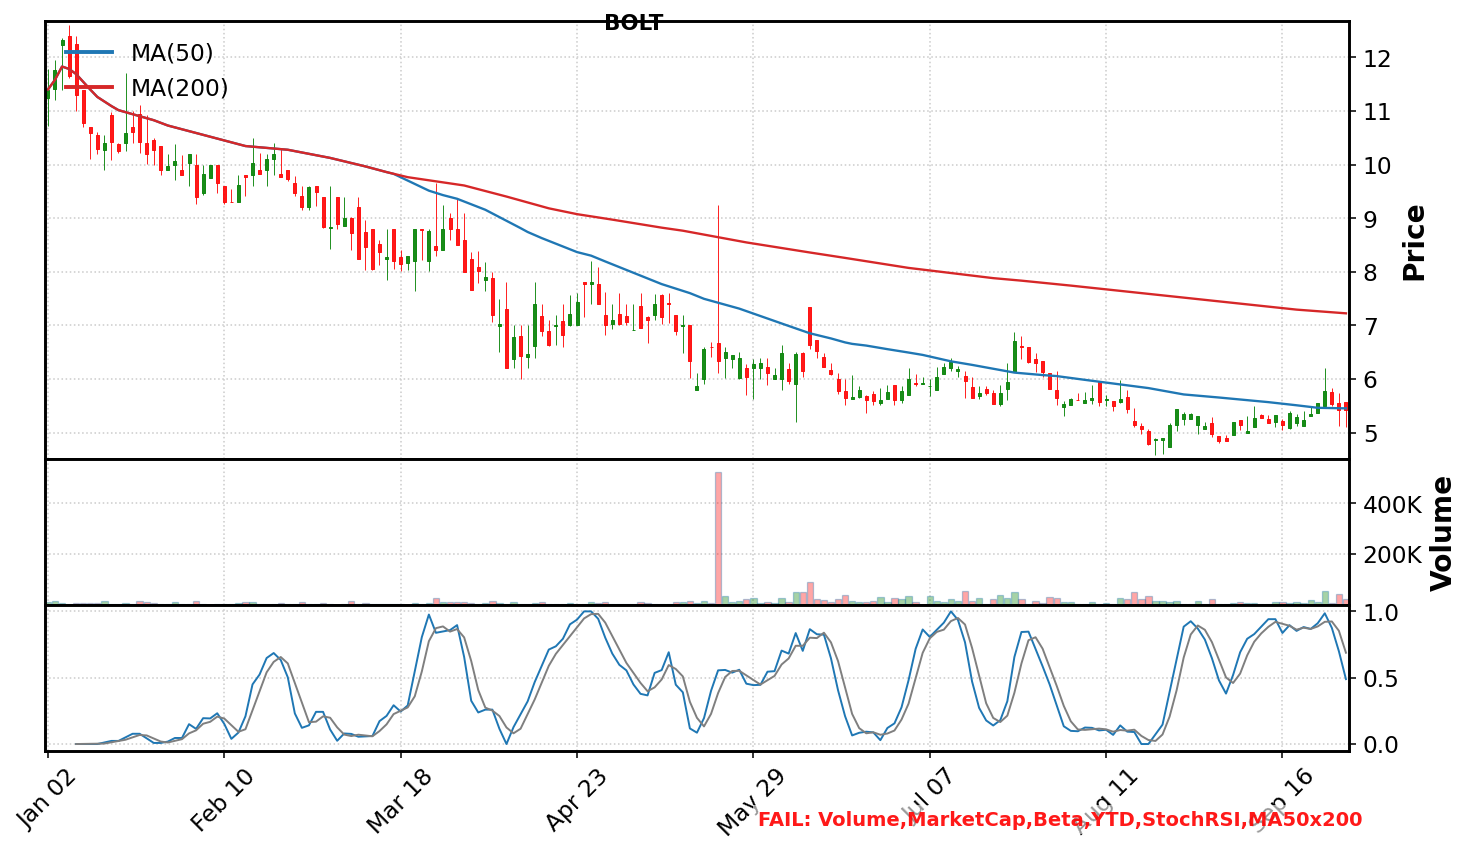 BOLT
MA(50)
MA(200)
12
11
10
9
8
7
6
5
Price
400K
200K
Volume
1.0
0.5
0.0
Jan 02
Feb 10
Mar 18
Apr 23
May 29
Jul 07
Aug 11
Sep 16
FAIL: Volume,MarketCap,Beta,YTD,StochRSI,MA50x200